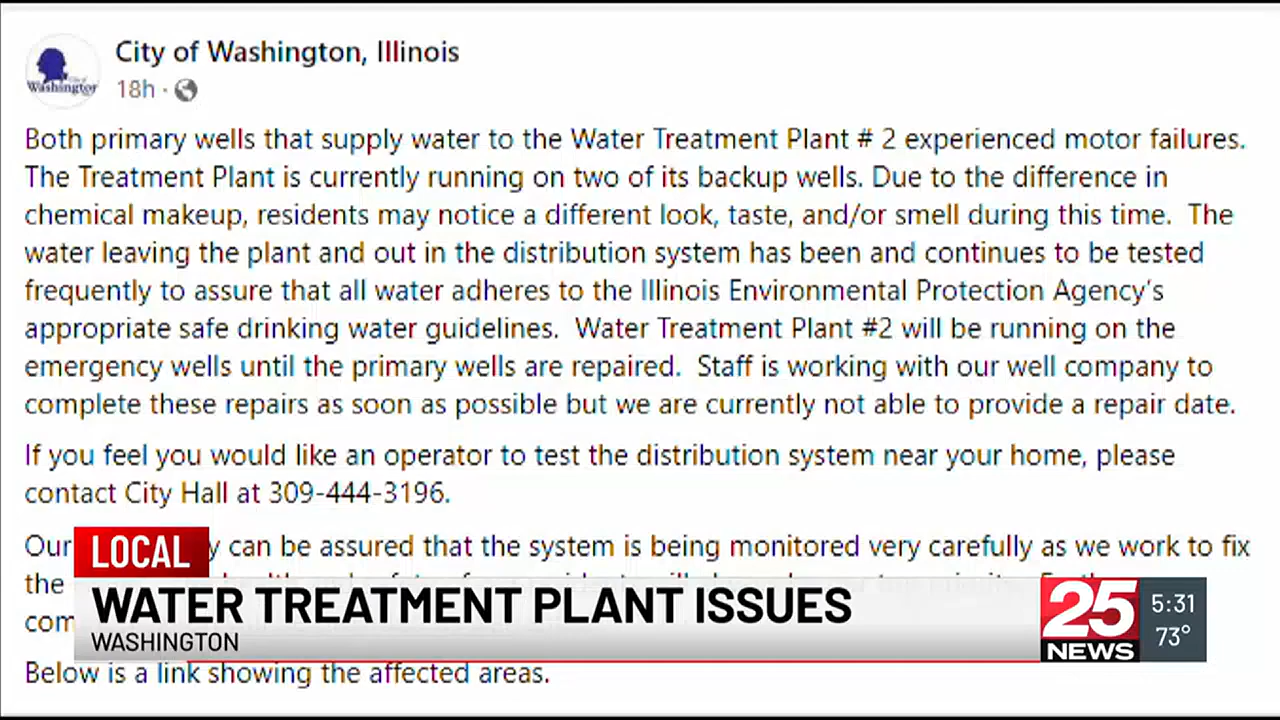 City of Washington, Illinois
City of
Washington
18h ·
Both primary wells that supply water to the Water Treatment Plant # 2 experienced motor failures.
The Treatment Plant is currently running on two of its backup wells. Due to the difference in
chemical makeup, residents may notice a different look, taste, and/or smell during this time.  The
water leaving the plant and out in the distribution system has been and continues to be tested
frequently to assure that all water adheres to the Illinois Environmental Protection Agency's
appropriate safe drinking water guidelines.  Water Treatment Plant #2 will be running on the
emergency wells until the primary wells are repaired.  Staff is working with our well company to
complete these repairs as soon as possible but we are currently not able to provide a repair date.
If you feel you would like an operator to test the distribution system near your home, please
contact City Hall at 309-444-3196.
Our y can be assured that the system is being monitored very carefully as we work to fix
the
com
LOCAL
WATER TREATMENT PLANT ISSUES
WASHINGTON
25
NEWS
5:31
73°
Below is a link showing the affected areas.